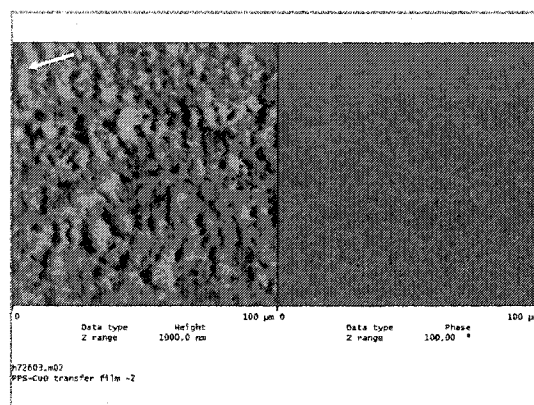 0 100 µm 0 100 µ
Data type Height Data type Phase
Z range 1000.0 nm Z range 100.00 °
h72603.m02
PPS-CuO transfer film -2